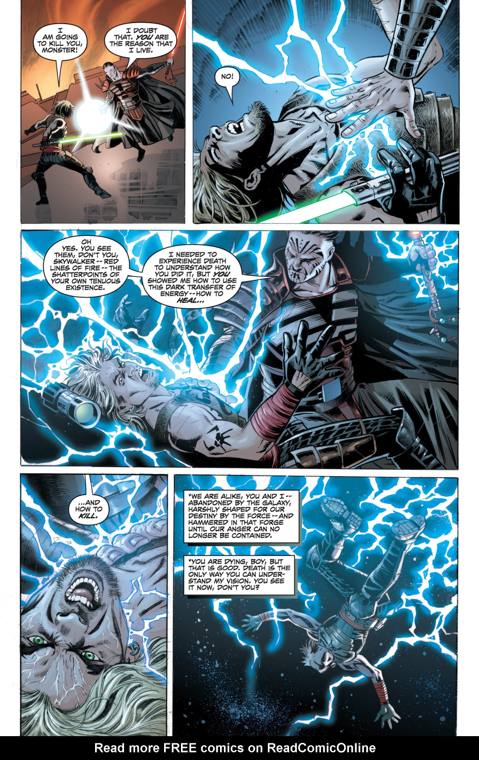 I
AM GOING
TO KILL YOU,
MONSTER!
I DOUBT
THAT. YOU ARE
THE REASON THAT
I LIVE.
NO!
OH
YES. YOU SEE
THEM, DON'T YOU,
SKYWALKER -- RED
LINES OF FIRE -- THE
SHATTERPOINTS OF
YOUR OWN TENUOUS
EXISTENCE.
I NEEDED TO
EXPERIENCE DEATH
TO UNDERSTAND HOW
YOU DID IT, BUT YOU
SHOWED ME HOW TO USE
THIS DARK TRANSFER OF
ENERGY -- HOW TO
HEAL...
...AND
HOW TO
KILL.
"WE ARE ALIKE, YOU AND I --
ABANDONED BY THE GALAXY,
HARSHLY SHAPED FOR OUR
DESTINY BY THE FORCE -- AND
HAMMERED IN THAT FORGE
UNTIL OUR ANGER CAN NO
LONGER BE CONTAINED.
"YOU ARE DYING, BOY, BUT
THAT IS GOOD. DEATH IS THE
ONLY WAY YOU CAN UNDER-
STAND MY VISION. YOU SEE
IT NOW, DON'T YOU?
Read more FREE comics on ReadComicOnline